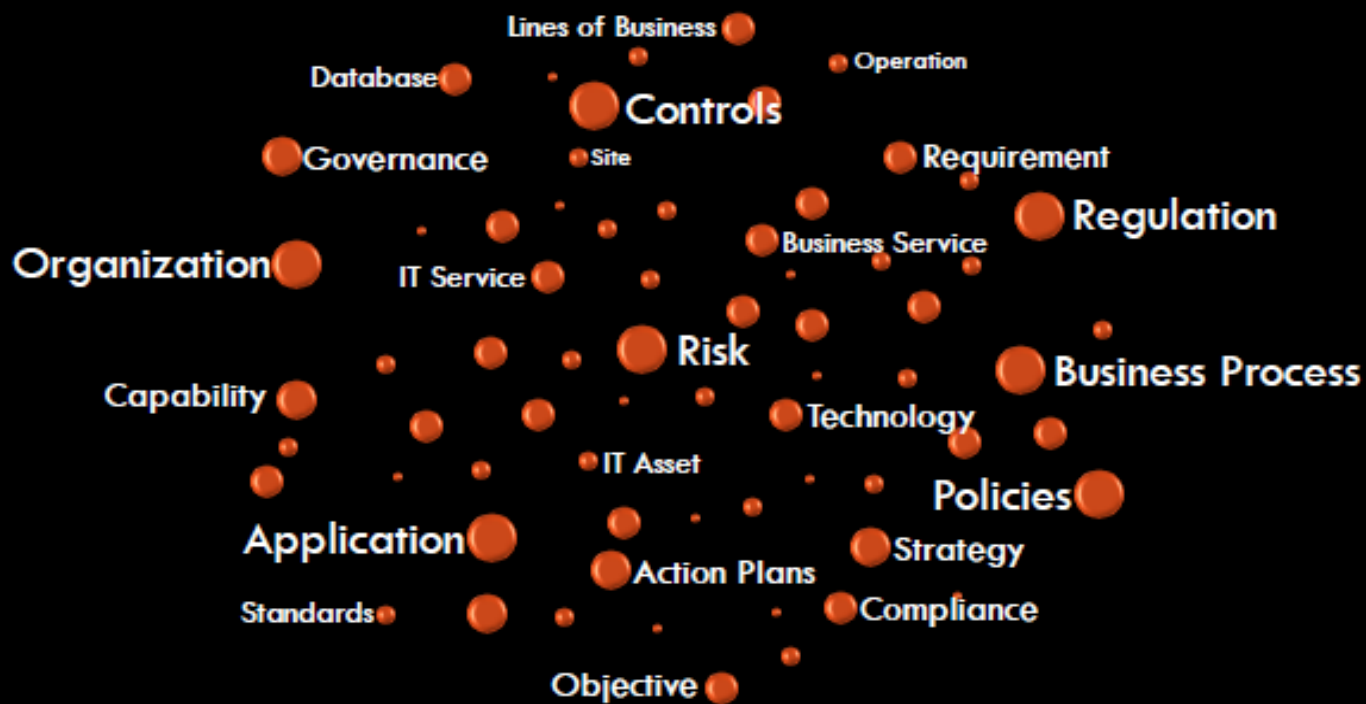 Lines of Business
Operation
Database
Controls
Governance
Site
Requirement
Regulation
Business Service
Organization
IT Service
Risk
Business Process
Capability
Technology
IT Asset
Policies
Application
Strategy
Action Plans
Standards
Compliance
Objective